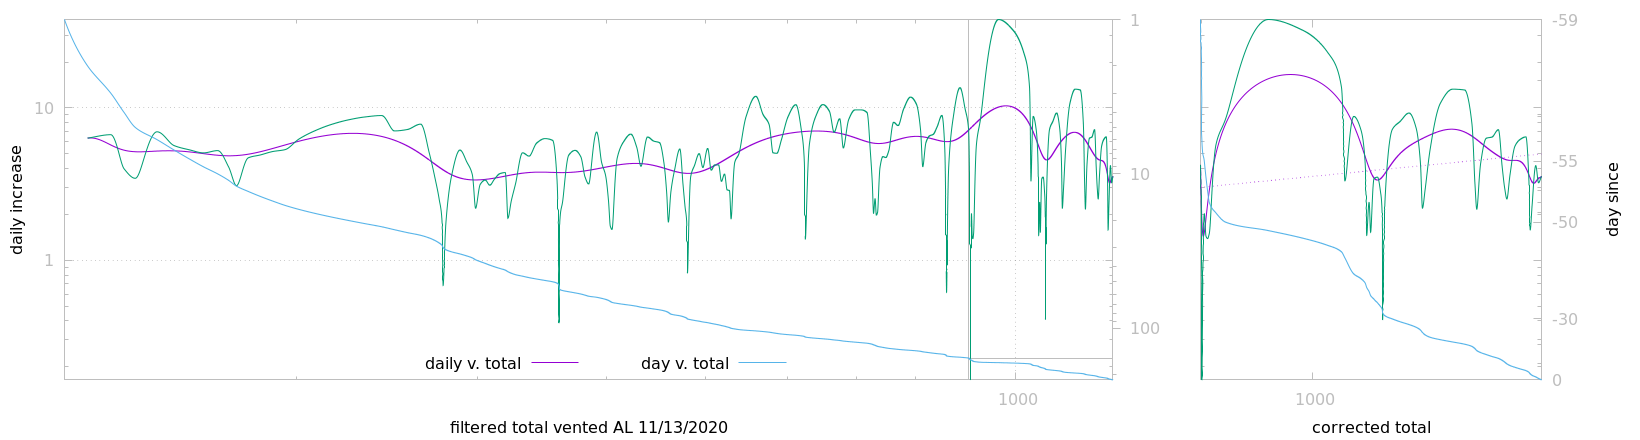 1
-59
10
daily increase
-55
10
-50
day since
1
-30
100
daily v. total
day v. total
0
1000
1000
filtered total vented AL 11/13/2020
corrected total